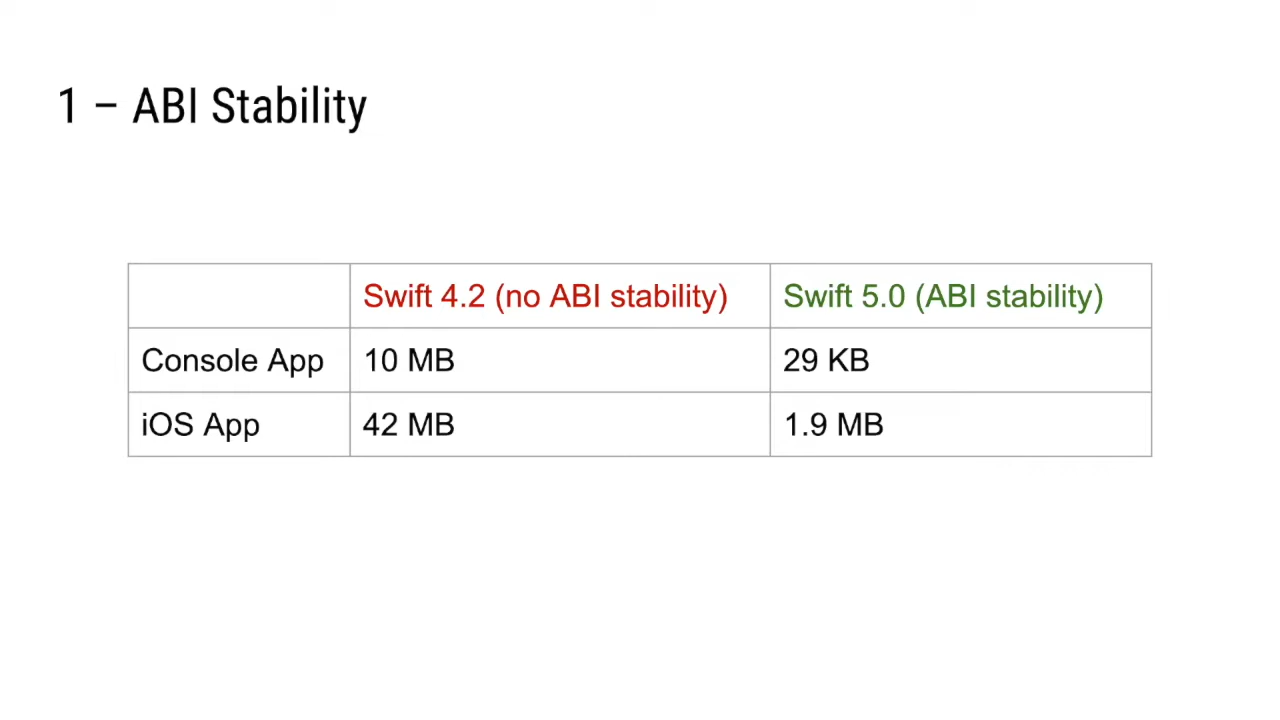 1 – ABI Stability
Swift 4.2 (no ABI stability) Swift 5.0 (ABI stability)
Console App 10 MB 29 KB
iOS App 42 MB 1.9 MB